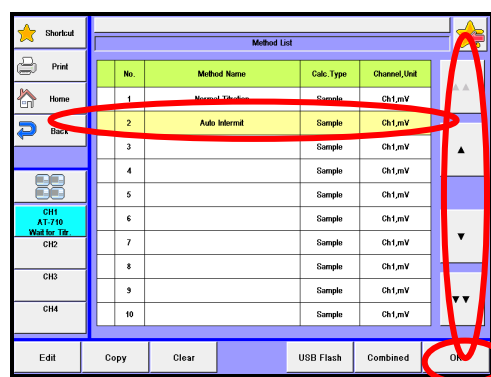 Shortcut
Method List
Print
No. Method Name Calc.Type Channel,Unit
Home
1 Normal Titration Sample Ch1,mV
Back
2 Auto Intermit Sample Ch1,mV
3 Sample Ch1,mV
4 Sample Ch1,mV
5 Sample Ch1,mV
6 Sample Ch1,mV
7 Sample Ch1,mV
8 Sample Ch1,mV
9 Sample Ch1,mV
10 Sample Ch1,mV
CH1
AT-710
Wait for Titr.
CH2
CH3
CH4
Edit Copy Clear USB Flash Combined OK